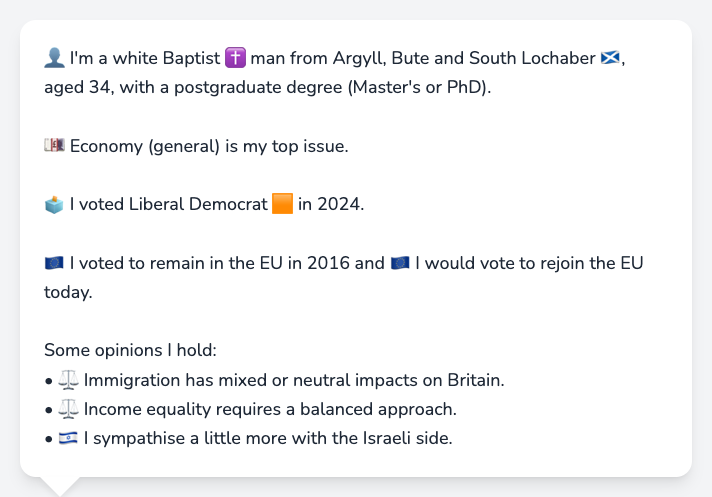 👤 I'm a white Baptist ✝️ man from Argyll, Bute and South Lochaber 🏴󠁧󠁢󠁳󠁣󠁴󠁿,
aged 34, with a postgraduate degree (Master's or PhD).
💷 Economy (general) is my top issue.
🗳️ I voted Liberal Democrat 🟧 in 2024.
🇪🇺 I voted to remain in the EU in 2016 and 🇪🇺 I would vote to rejoin the EU
today.
Some opinions I hold:
• ⚖️ Immigration has mixed or neutral impacts on Britain.
• ⚖️ Income equality requires a balanced approach.
• 🇮🇱 I sympathise a little more with the Israeli side.